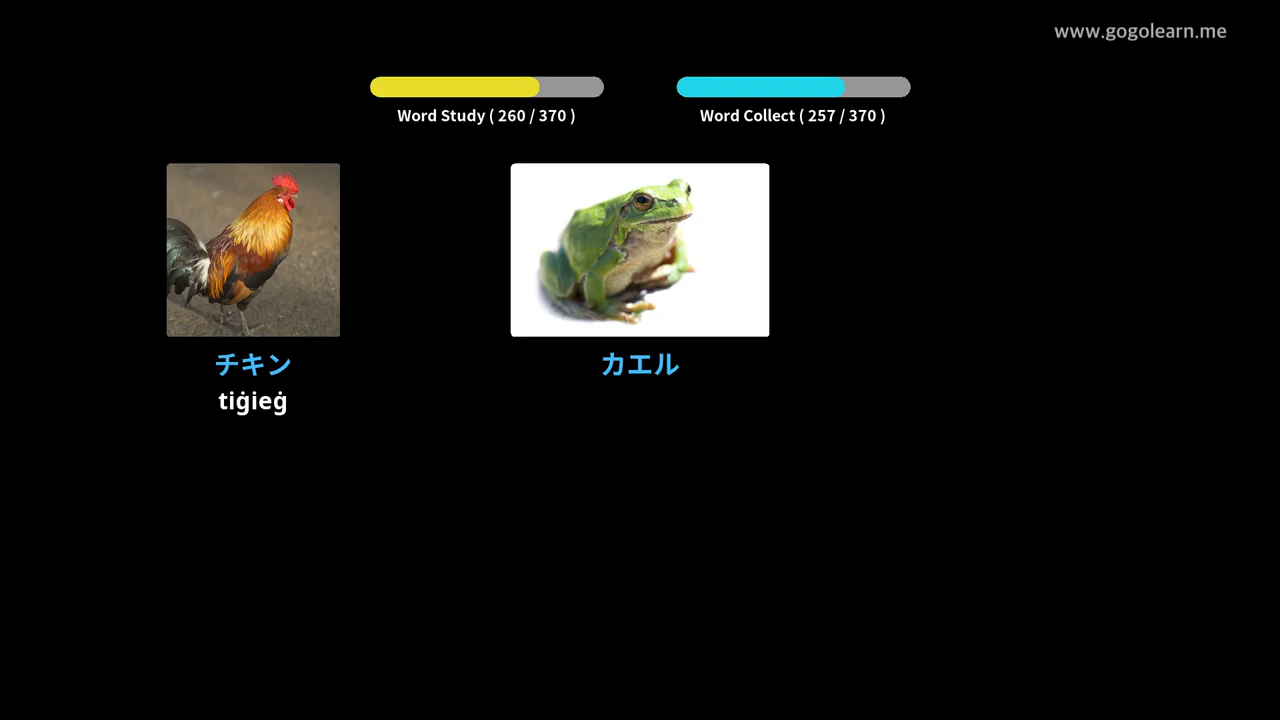 www.gogolearn.me
Word Study ( 260 / 370 )
Word Collect ( 257 / 370 )
チキン
tiġieġ
カエル